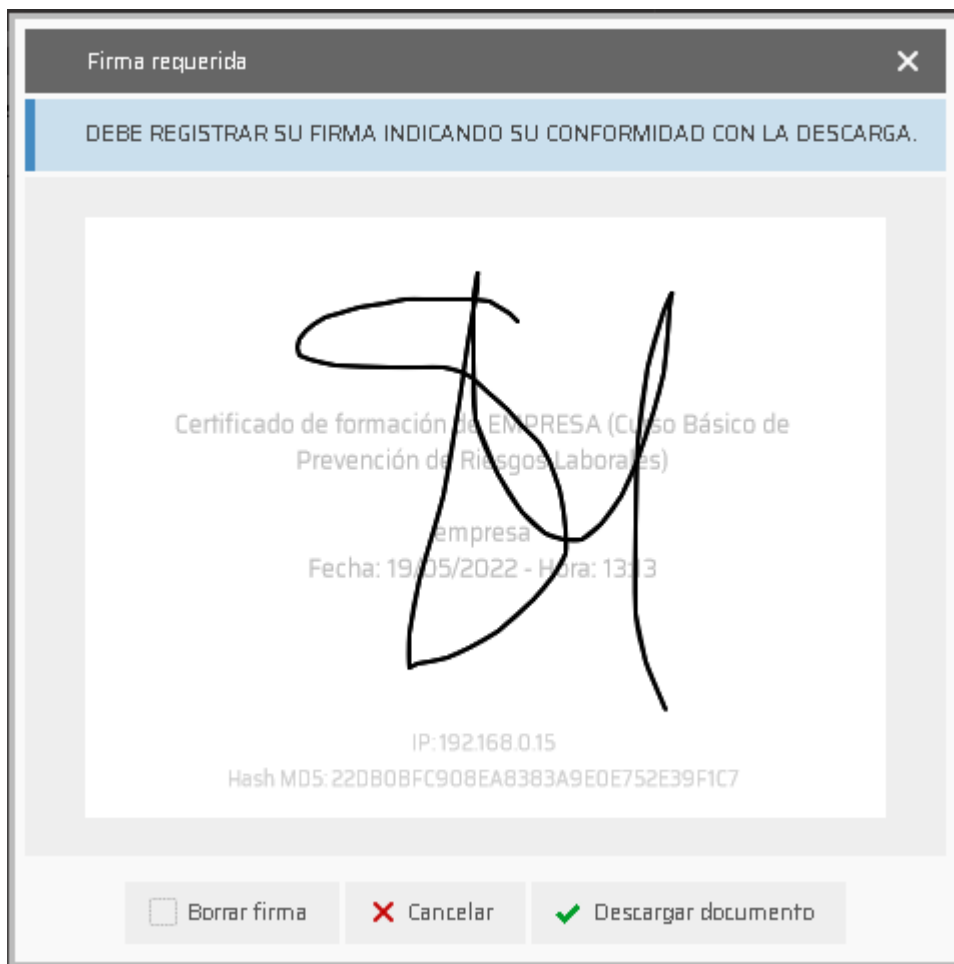 Firma requerida
DEBE REGISTRAR SU FIRMA INDICANDO SU CONFORMIDAD CON LA DESCARGA.
Certificado de formación de EMPRESA (Curso Básico de
Prevención de Riesgos Laborales)
empresa
Fecha: 19/05/2022 - Hora: 13:13
IP: 192.168.0.15
Hash MD5: 22DB0BFC908EA8383A9E0E752E39F1C7
Borrar firma
Cancelar
Descargar documento